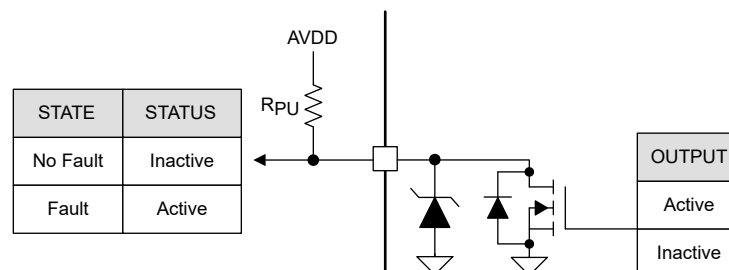 AVDD
RPU
STATE STATUS
No Fault Inactive
Fault Active
OUTPUT
Active
Inactive